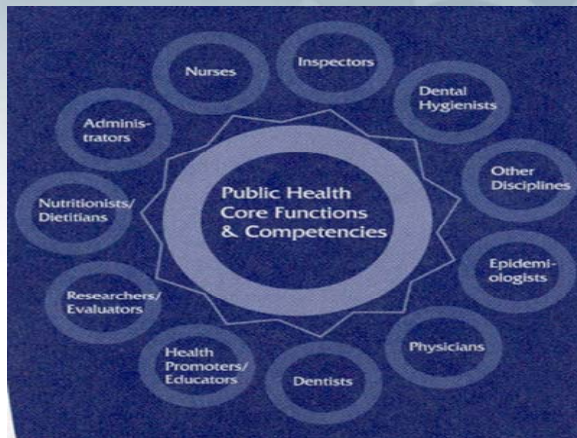 Public Health
Core Functions
& Competencies
Inspectors
Dental
Hygienists
Other
Disciplines
Epidemi-
ologists
Physicians
Dentists
Health
Promoters/
Educators
Researchers/
Evaluators
Nutritionists/
Dietitians
Adminis-
trators
Nurses